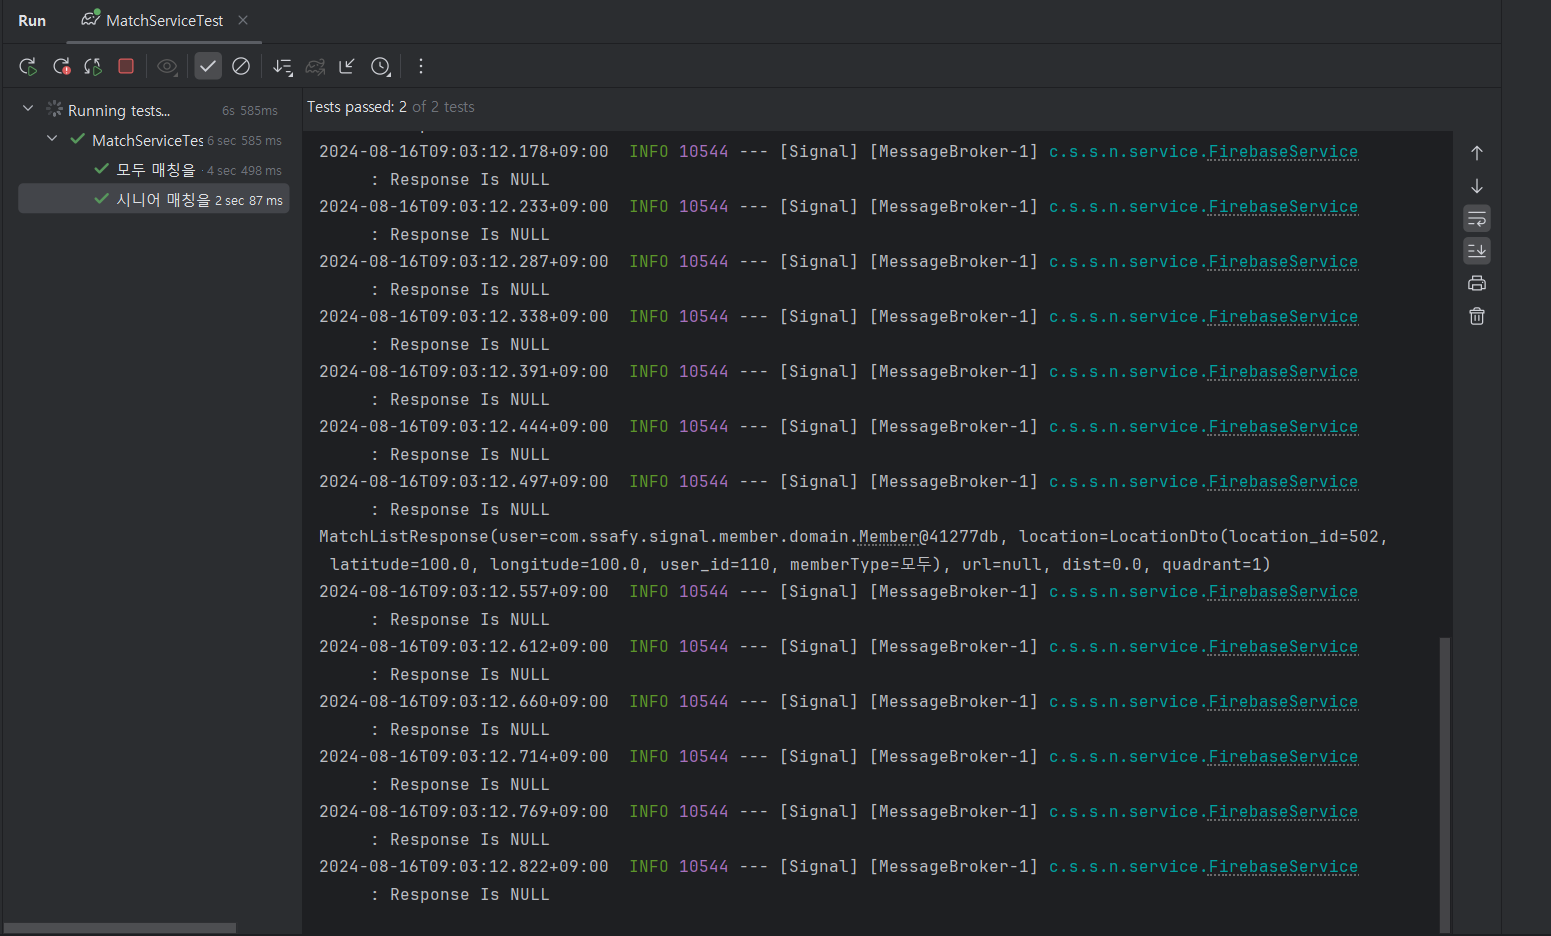 Run MatchServiceTest
Running tests... 6s 585ms
MatchServiceTes 6 sec 585 ms
모두 매칭을 4 sec 498 ms
시니어 매칭을 2 sec 87 ms
Tests passed: 2 of 2 tests
2024-08-16T09:03:12.178+09:00 INFO 10544 --- [Signal] [MessageBroker-1] c.s.s.n.service.FirebaseService
: Response Is NULL
2024-08-16T09:03:12.233+09:00 INFO 10544 --- [Signal] [MessageBroker-1] c.s.s.n.service.FirebaseService
: Response Is NULL
2024-08-16T09:03:12.287+09:00 INFO 10544 --- [Signal] [MessageBroker-1] c.s.s.n.service.FirebaseService
: Response Is NULL
2024-08-16T09:03:12.338+09:00 INFO 10544 --- [Signal] [MessageBroker-1] c.s.s.n.service.FirebaseService
: Response Is NULL
2024-08-16T09:03:12.391+09:00 INFO 10544 --- [Signal] [MessageBroker-1] c.s.s.n.service.FirebaseService
: Response Is NULL
2024-08-16T09:03:12.444+09:00 INFO 10544 --- [Signal] [MessageBroker-1] c.s.s.n.service.FirebaseService
: Response Is NULL
2024-08-16T09:03:12.497+09:00 INFO 10544 --- [Signal] [MessageBroker-1] c.s.s.n.service.FirebaseService
: Response Is NULL
MatchListResponse(user=com.ssafy.signal.member.domain.Member@41277db, location=LocationDto(location_id=502,
latitude=100.0, longitude=100.0, user_id=110, memberType=모두), url=null, dist=0.0, quadrant=1)
2024-08-16T09:03:12.557+09:00 INFO 10544 --- [Signal] [MessageBroker-1] c.s.s.n.service.FirebaseService
: Response Is NULL
2024-08-16T09:03:12.612+09:00 INFO 10544 --- [Signal] [MessageBroker-1] c.s.s.n.service.FirebaseService
: Response Is NULL
2024-08-16T09:03:12.660+09:00 INFO 10544 --- [Signal] [MessageBroker-1] c.s.s.n.service.FirebaseService
: Response Is NULL
2024-08-16T09:03:12.714+09:00 INFO 10544 --- [Signal] [MessageBroker-1] c.s.s.n.service.FirebaseService
: Response Is NULL
2024-08-16T09:03:12.769+09:00 INFO 10544 --- [Signal] [MessageBroker-1] c.s.s.n.service.FirebaseService
: Response Is NULL
2024-08-16T09:03:12.822+09:00 INFO 10544 --- [Signal] [MessageBroker-1] c.s.s.n.service.FirebaseService
: Response Is NULL